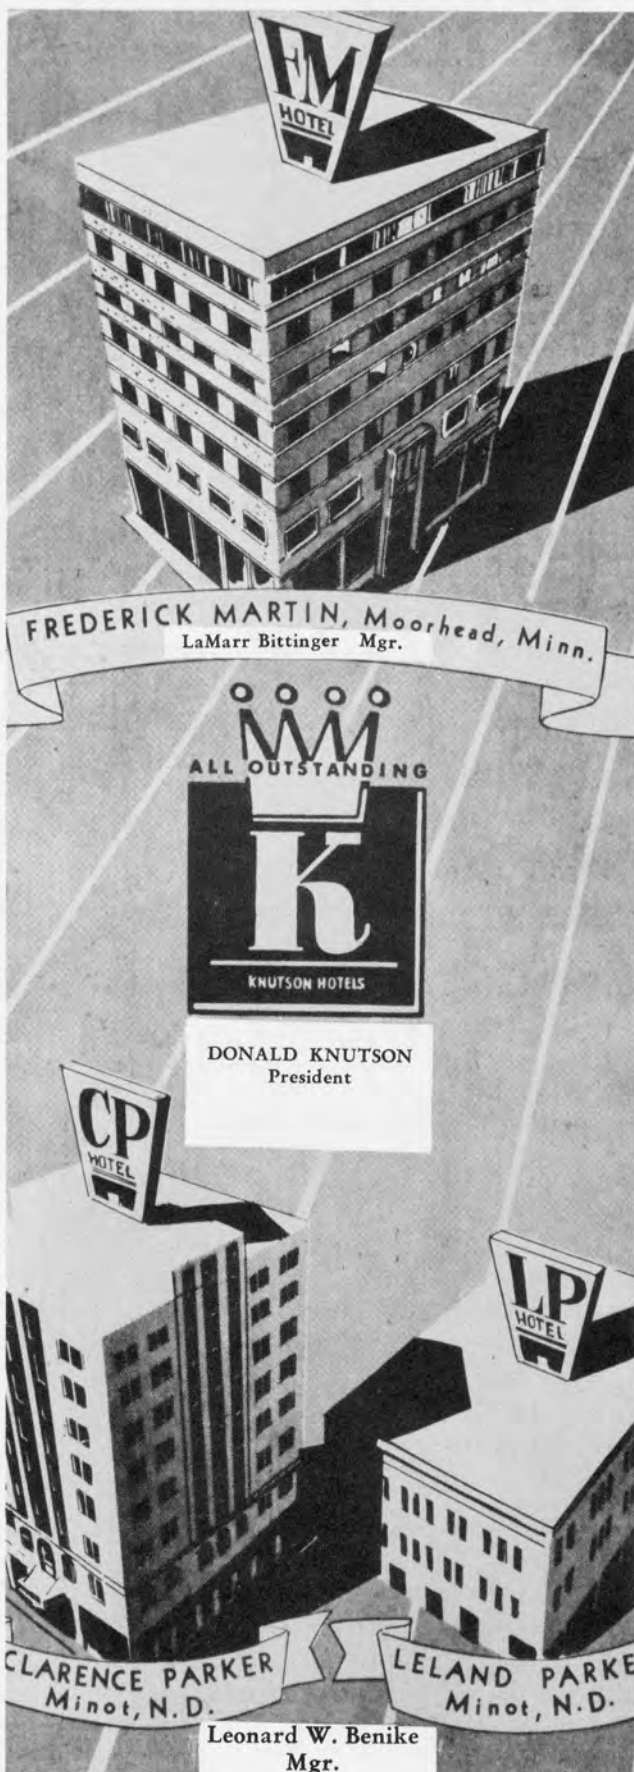 FM
HOTEL
FREDERICK MARTIN, Moorhead, Minn.
LaMarr Bittinger Mgr.
ALL OUTSTANDING
K
KNUTSON HOTELS
DONALD KNUTSON
President
CP
HOTEL
LP
HOTEL
CLARENCE PARKER
Minot, N.D.
LELAND PARKE
Minot, N.D.
Leonard W. Benike
Mgr.